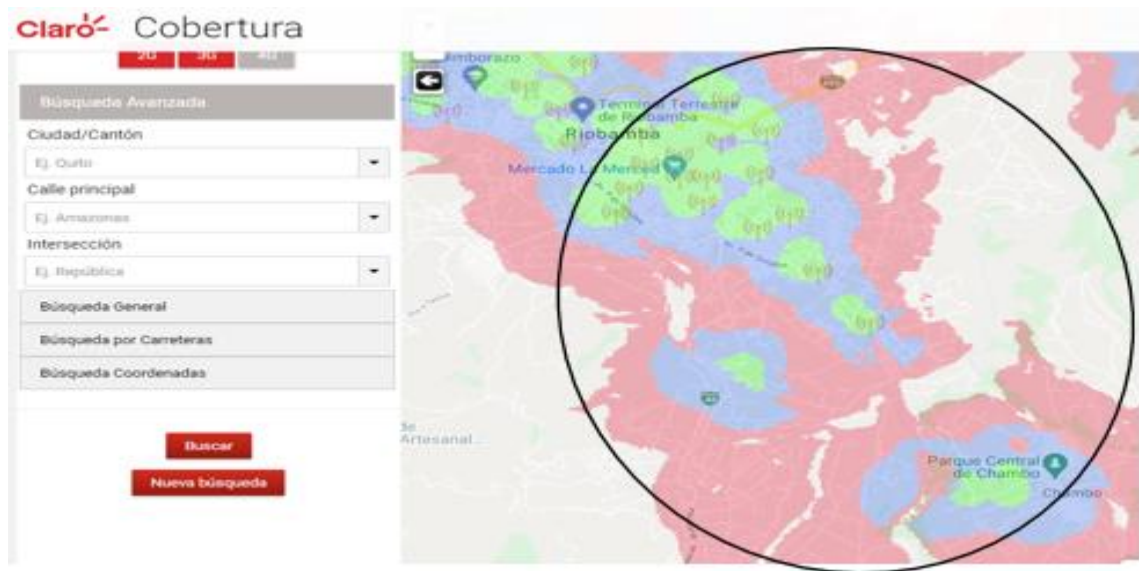 Claro Cobertura
2G 3G 4G
Búsqueda Avanzada
Ciudad/Cantón
Ej. Quito
Calle principal
Ej. Amazonas
Intersección
Ej. República
Búsqueda General
Búsqueda por Carreteras
Búsqueda Coordenadas
Buscar
Nueva búsqueda
Terminal Terrestre
de Riobamba
Riobamba
Mercado La Merced
Artesanal...
Parque Central
de Chambo
Chambo